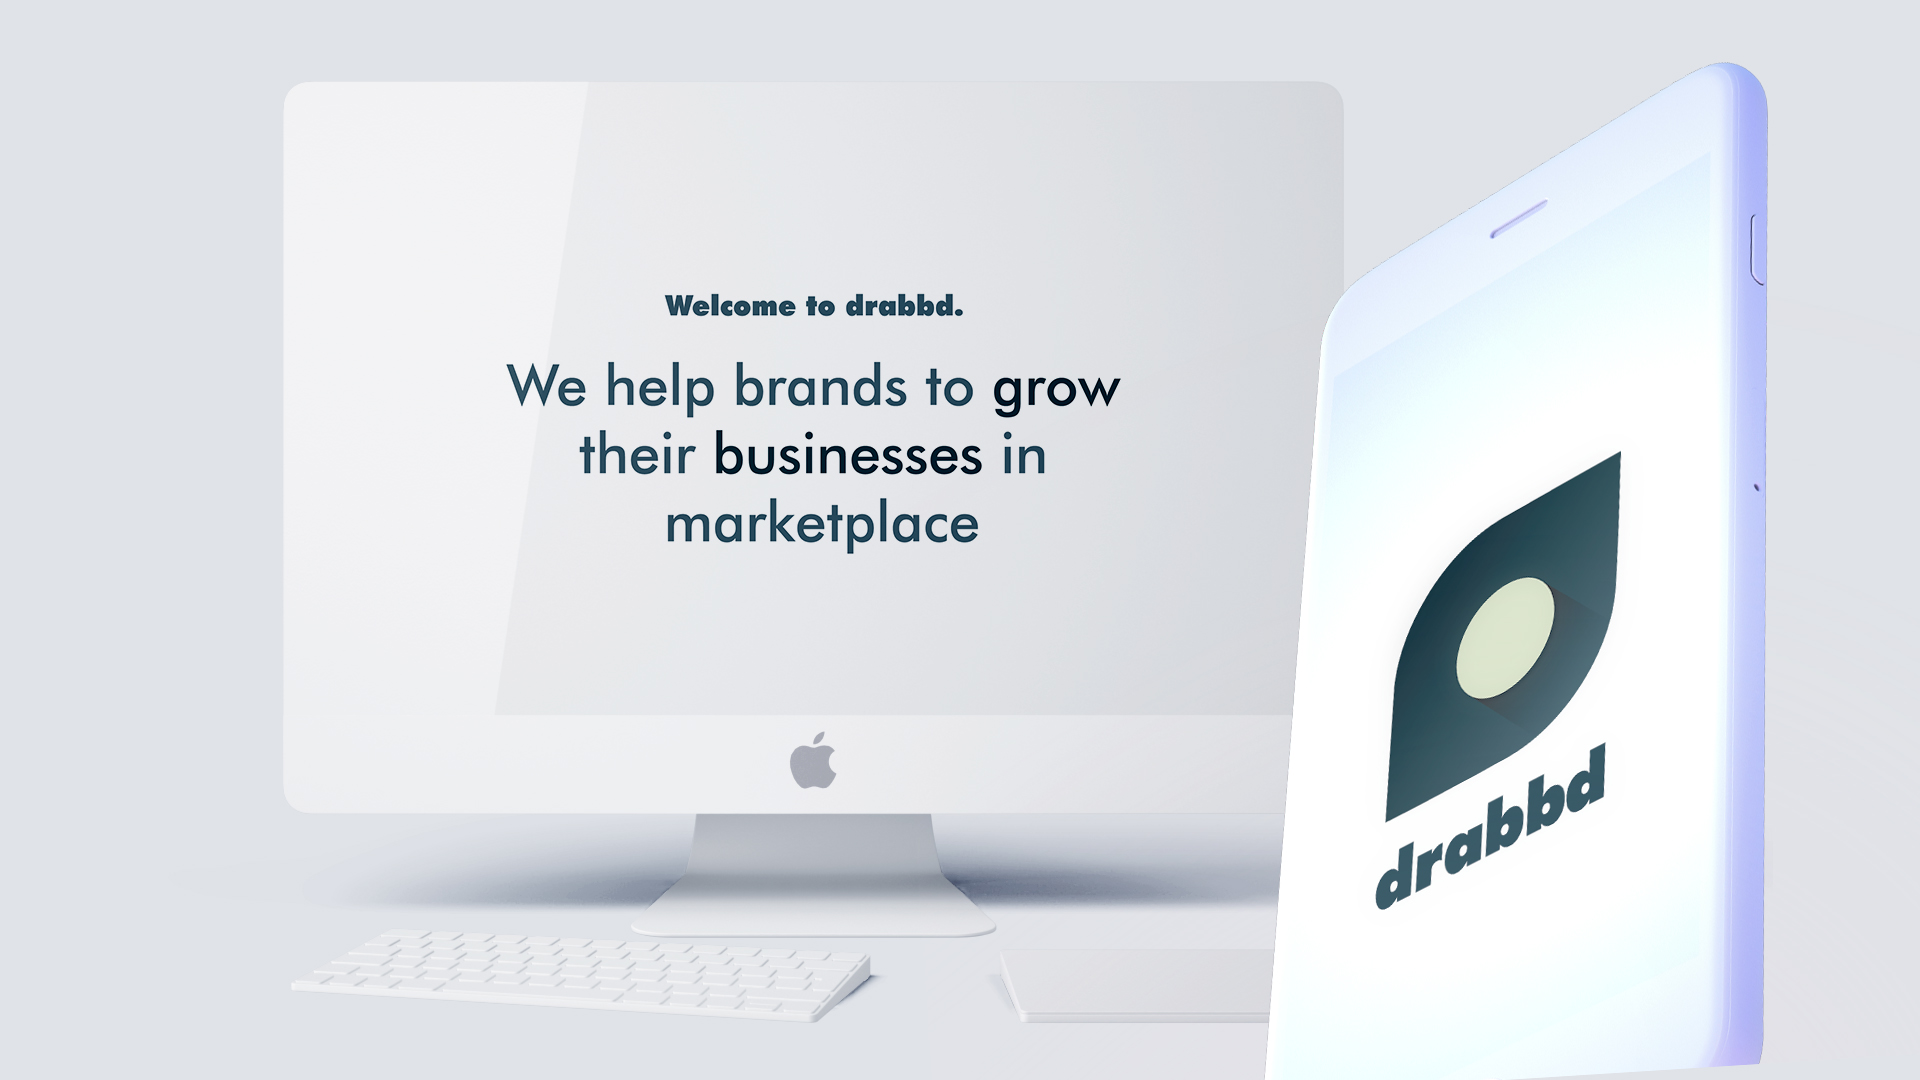 Welcome to drabbd.
We help brands to grow
their businesses in
marketplace
drabbd